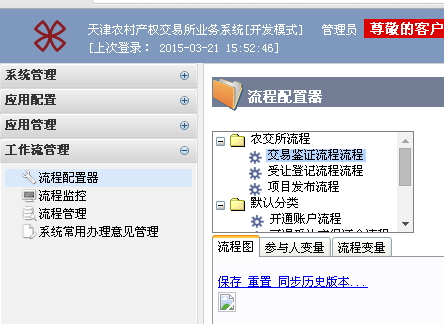 天津农村产权交易所业务系统[开发模式] 管理员 尊敬的客户
[上次登录: 2015-03-21 15:52:46]
系统管理
应用配置
应用管理
工作流管理
流程配置器
流程监控
流程管理
系统常用办理意见管理
流程配置器
农交所流程
交易鉴证流程流程
受让登记流程流程
项目发布流程
默认分类
开通账户流程
流程图 参与人变量 流程变量
保存 重置 同步历史版本...